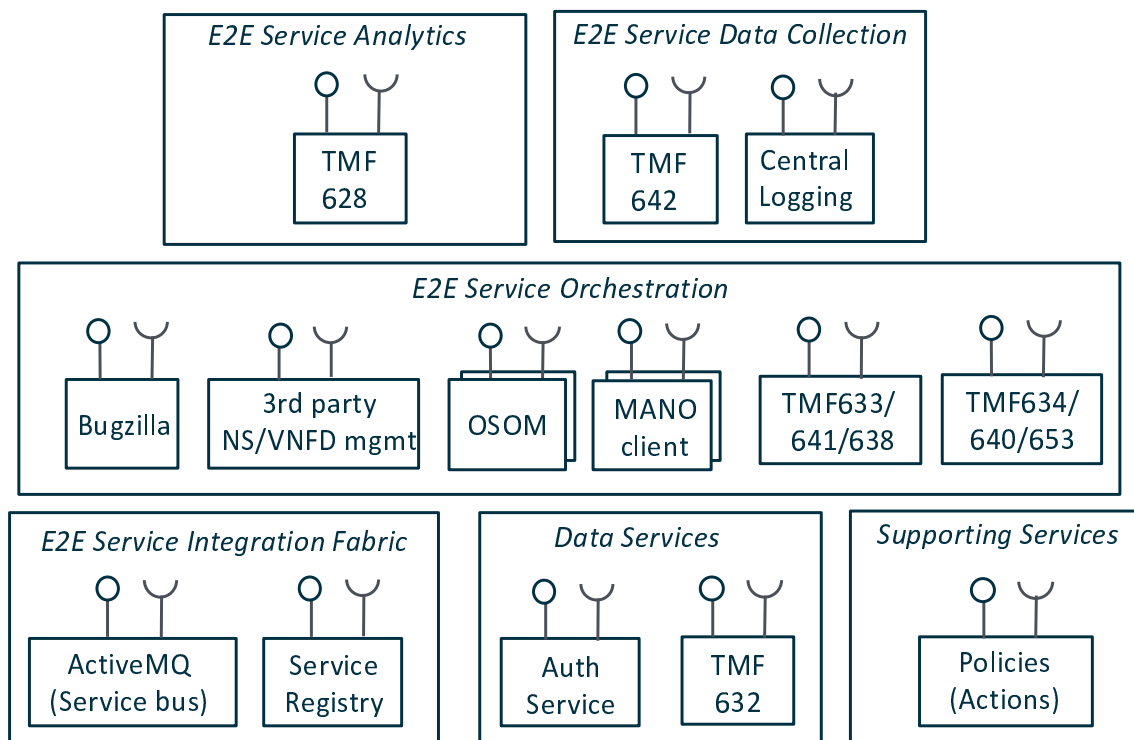 E2E Service Analytics
TMF
628
E2E Service Data Collection
TMF
642
Central
Logging
E2E Service Orchestration
Bugzilla
3rd party
NS/VNFD mgmt
OSOM
MANO
client
TMF633/
641/638
TMF634/
640/653
E2E Service Integration Fabric
ActiveMQ
(Service bus)
Service
Registry
Data Services
Auth
Service
TMF
632
Supporting Services
Policies
(Actions)